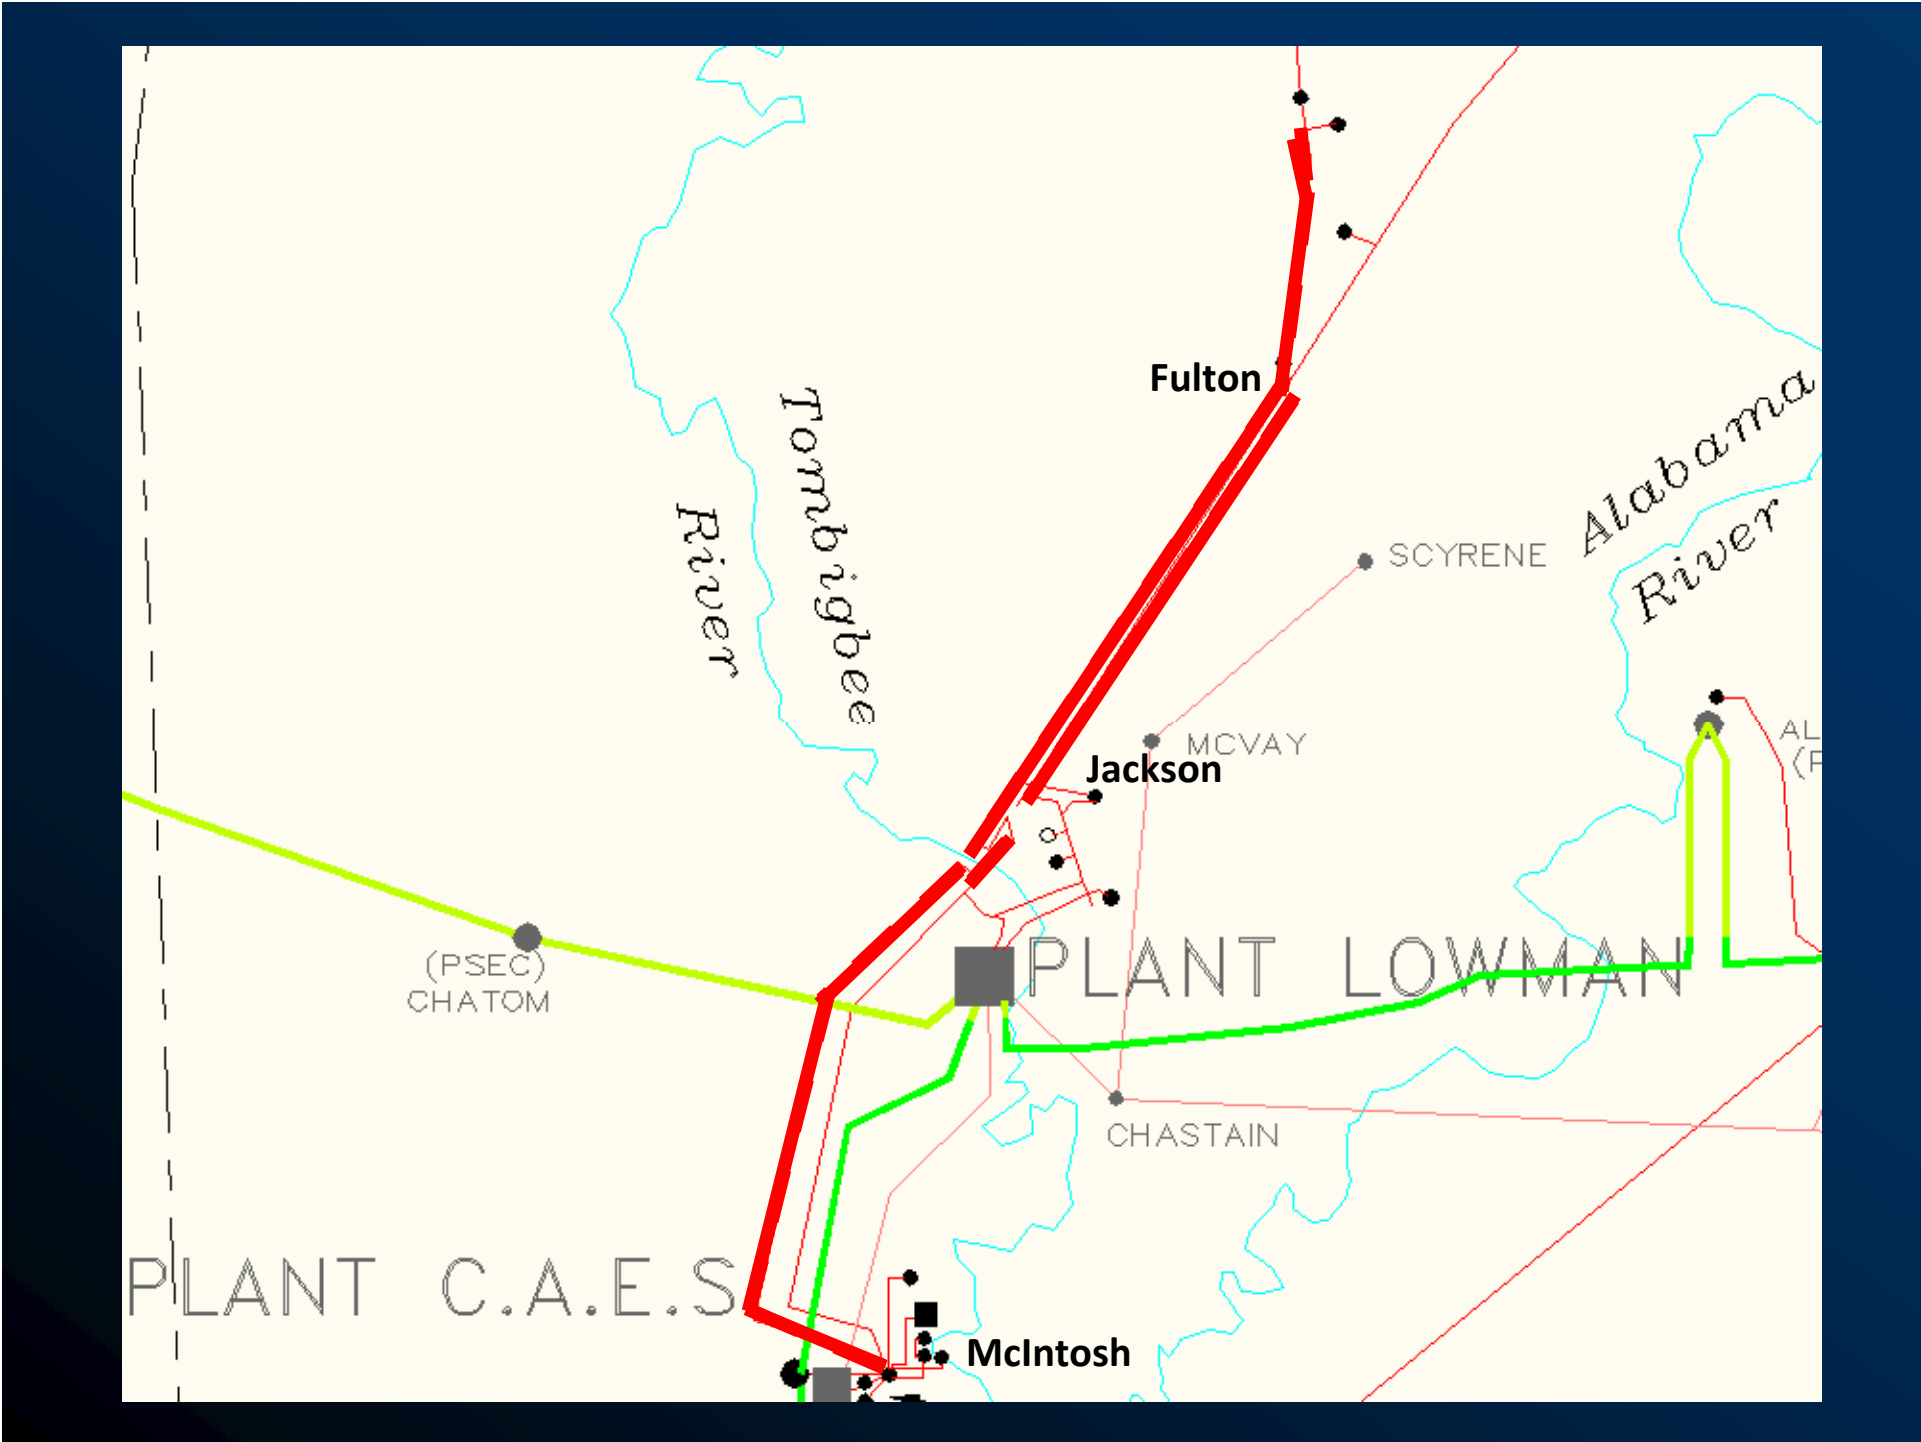 Fulton
Tombigbee
River
Alabama
River
SCYRENE
MCVAY
Jackson
(PSEC)
CHATOM
PLANT LOWMAN
CHASTAIN
PLANT C.A.E.S
McIntosh